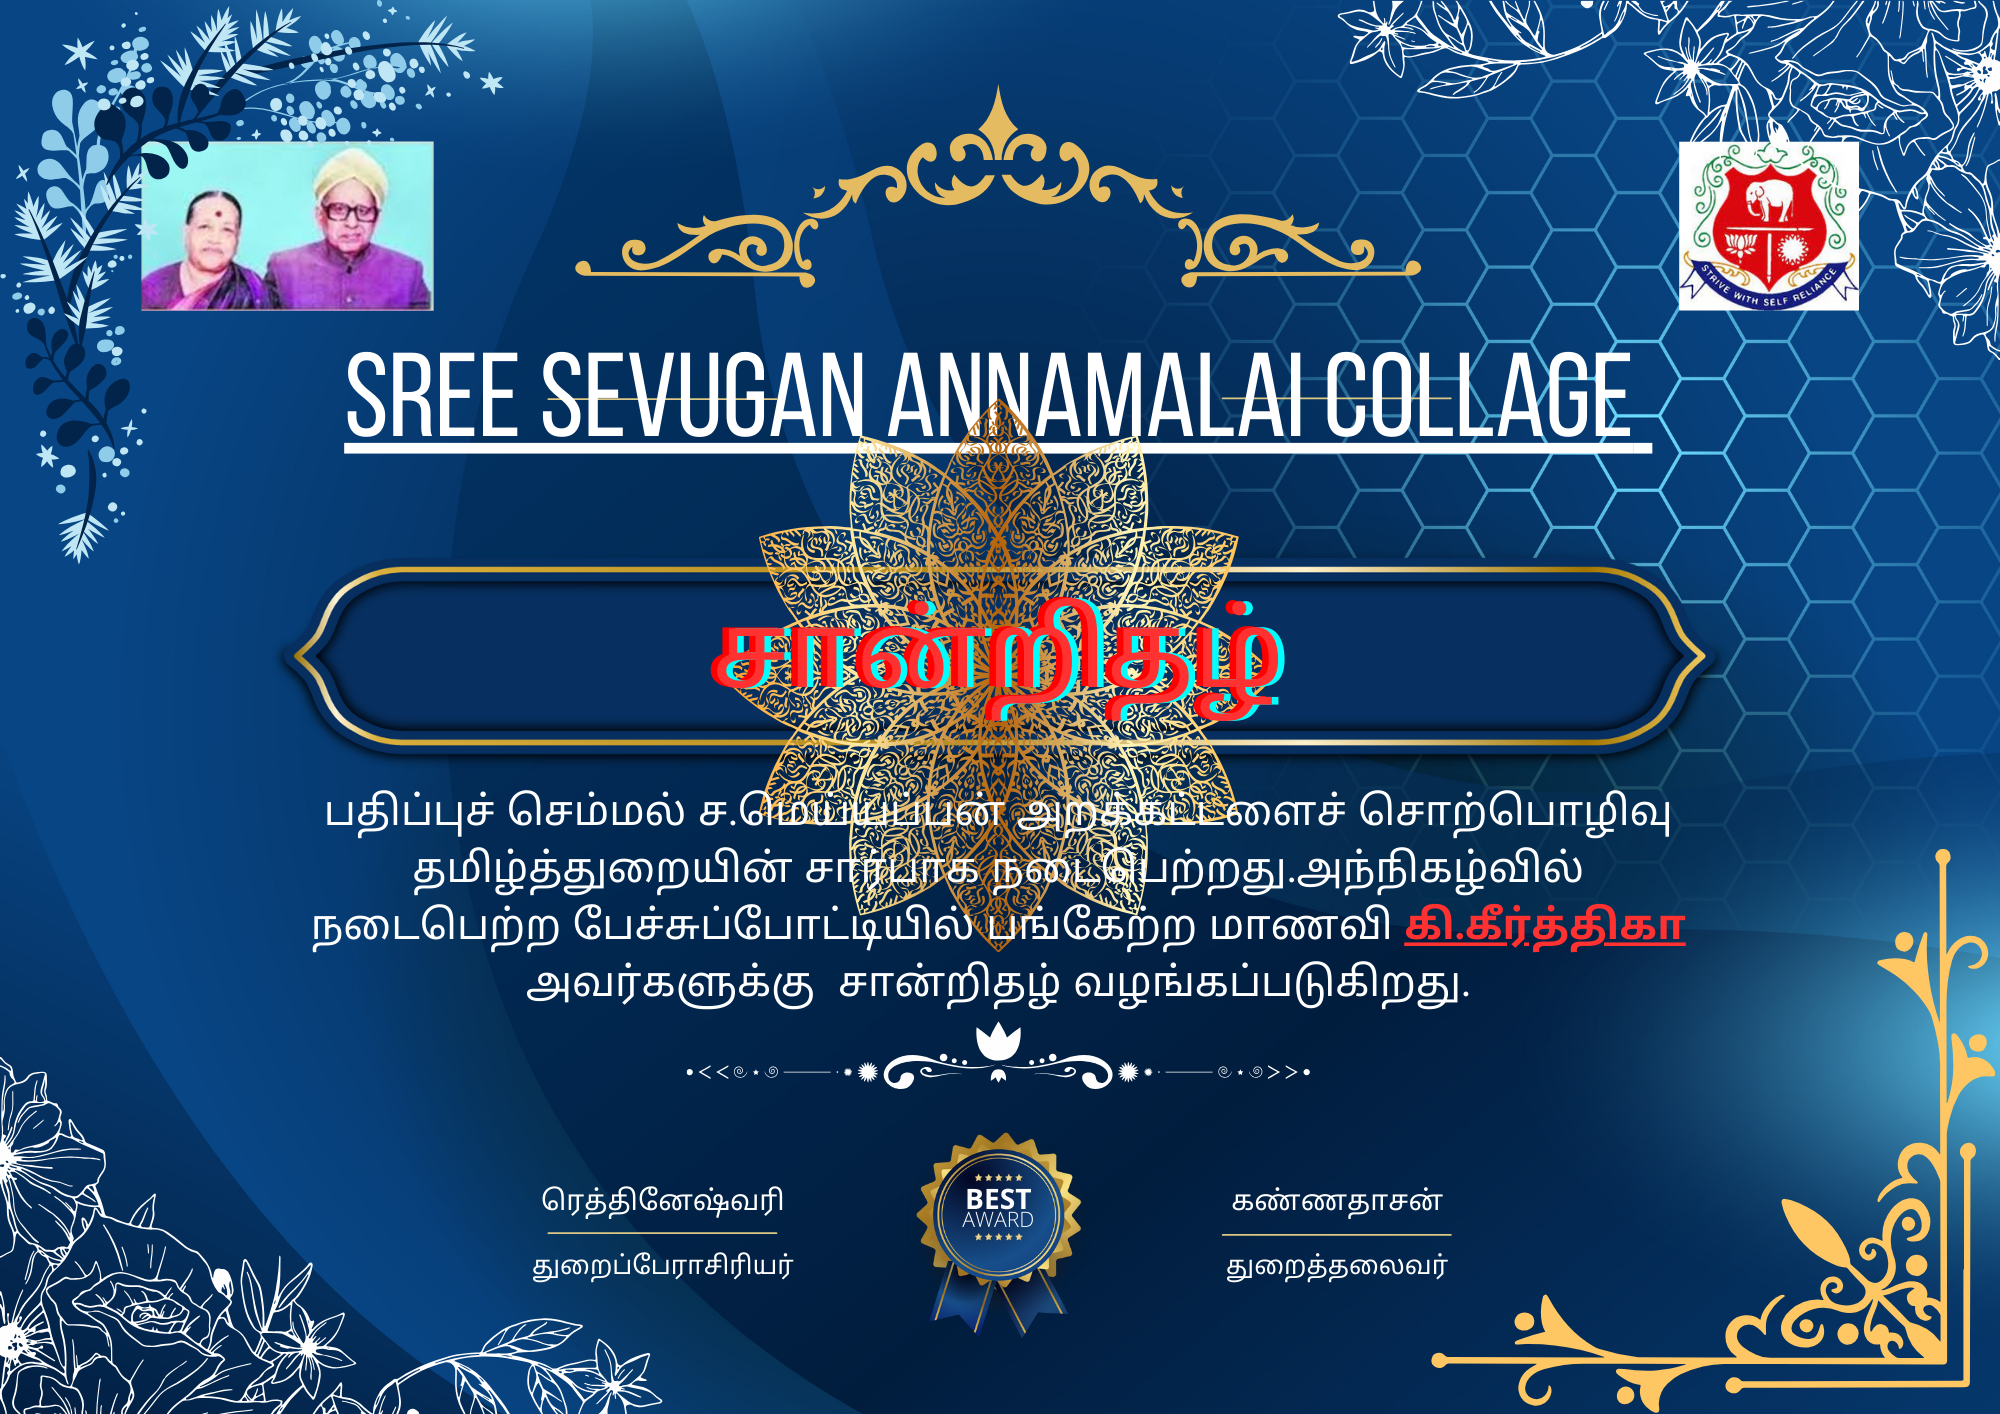 STRIVE WITH SELF RELIANCE
SREE SEVUGAN ANNAMALAI COLLAGE
சான்றிதழ்
பதிப்புச் செம்மல் ச.மெய்யப்பன் அறக்கட்டளைச் சொற்பொழிவு
தமிழ்த்துறையின் சார்பாக நடைபெற்றது.அந்நிகழ்வில்
நடைபெற்ற பேச்சுப்போட்டியில் பங்கேற்ற மாணவி கி.கீர்த்திகா
அவர்களுக்கு சான்றிதழ் வழங்கப்படுகிறது.
ரெத்தினேஷ்வரி
துறைப்பேராசிரியர்
BEST
AWARD
கண்ணதாசன்
துறைத்தலைவர்